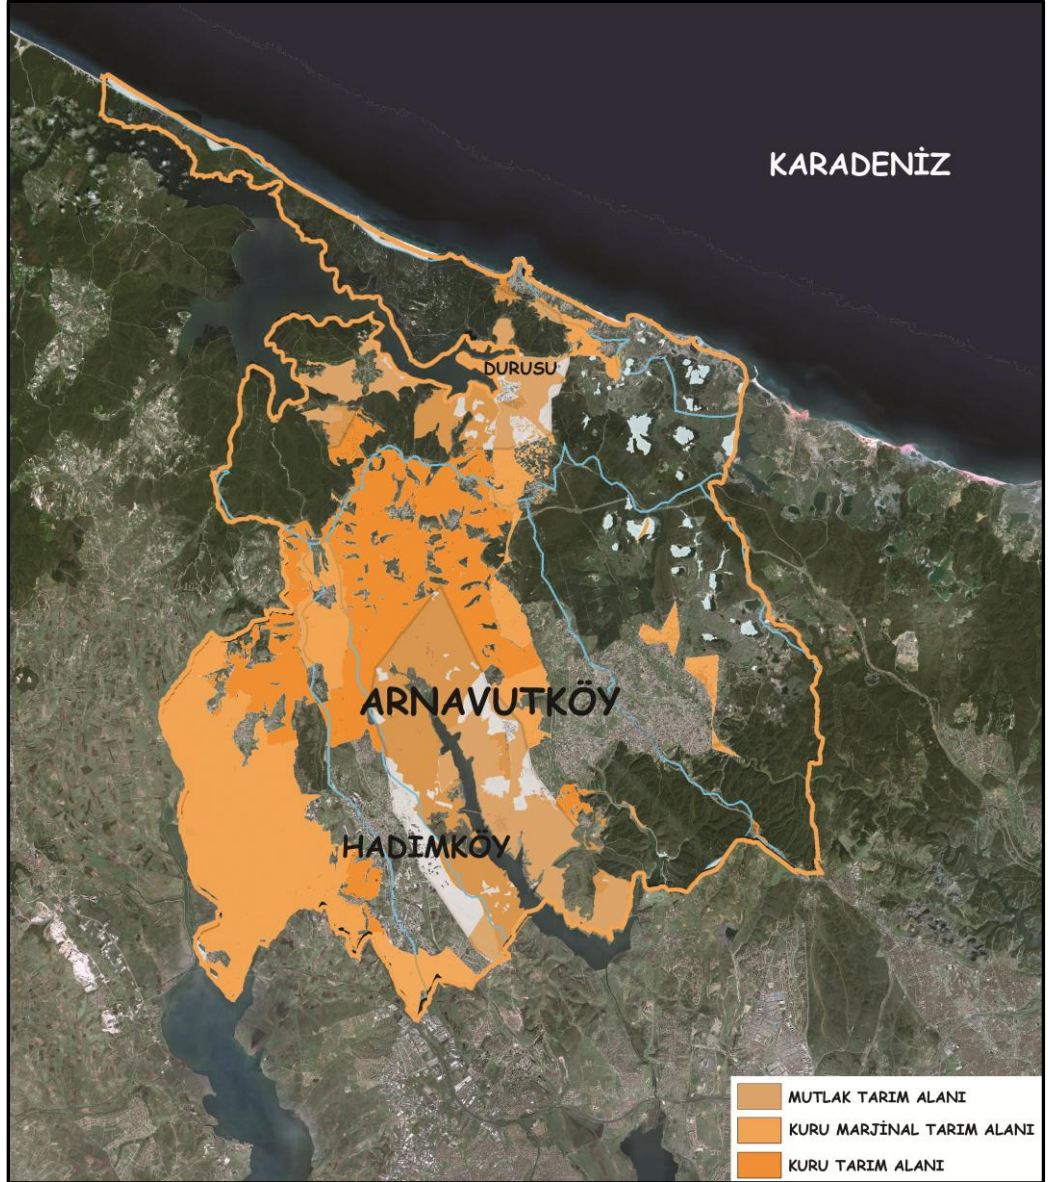 KARADENİZ
DURUSU
ARNAVUTKÖY
HADIMKÖY
MUTLAK TARIM ALANI
KURU MARJİNAL TARIM ALANI
KURU TARIM ALANI